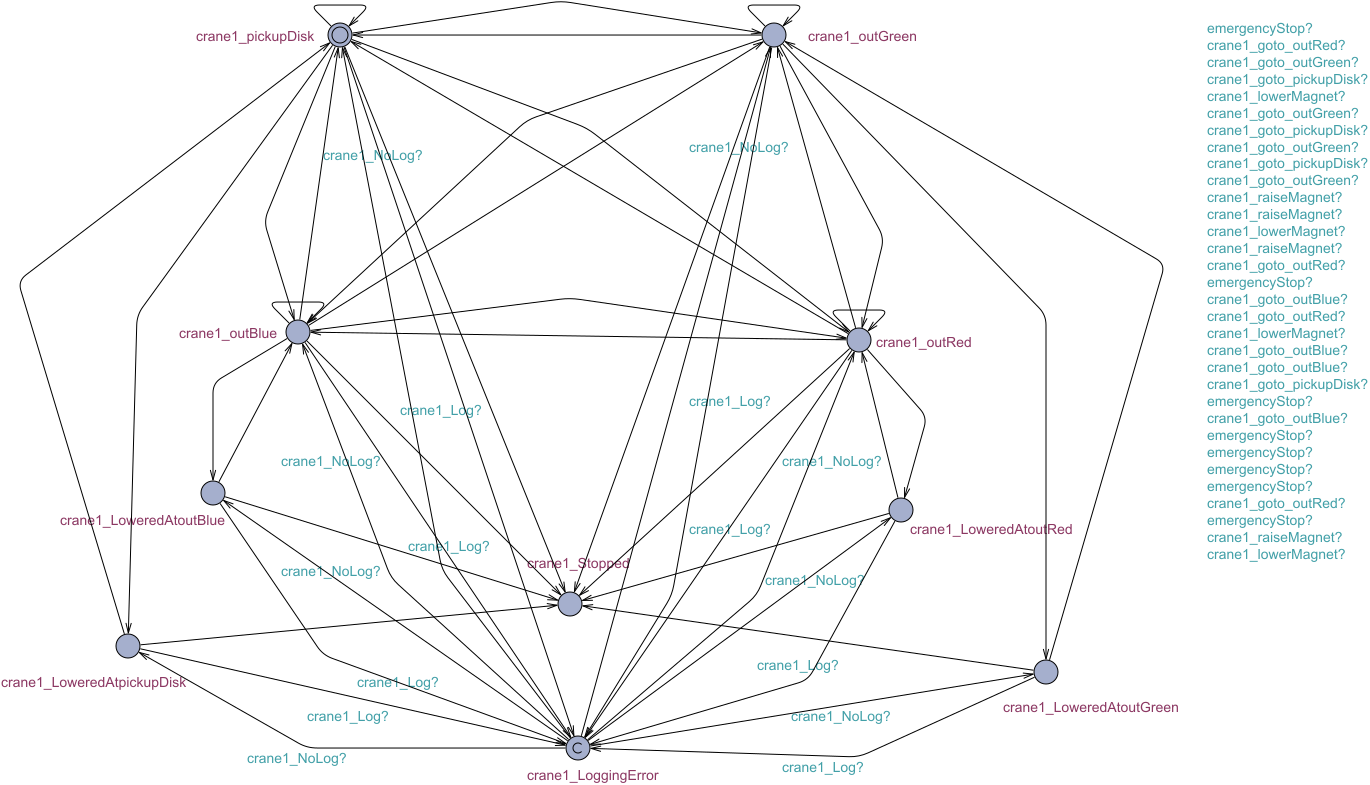 crane1_pickupDisk
crane1_outGreen
crane1_NoLog?
crane1_NoLog?
crane1_outBlue
crane1_outRed
crane1_Log?
crane1_Log?
crane1_NoLog?
crane1_NoLog?
crane1_LoweredAtoutBlue
crane1_LoweredAtoutRed
crane1_Log?
crane1_Log?
crane1_Stopped
crane1_NoLog?
crane1_NoLog?
crane1_LoweredAtpickupDisk
crane1_Log?
crane1_Log?
crane1_LoweredAtoutGreen
crane1_Log?
crane1_NoLog?
crane1_NoLog?
crane1_Log?
crane1_LoggingError
C
emergencyStop?
crane1_goto_outRed?
crane1_goto_outGreen?
crane1_goto_pickupDisk?
crane1_lowerMagnet?
crane1_goto_outGreen?
crane1_goto_pickupDisk?
crane1_goto_outGreen?
crane1_goto_pickupDisk?
crane1_goto_outGreen?
crane1_raiseMagnet?
crane1_raiseMagnet?
crane1_lowerMagnet?
crane1_raiseMagnet?
crane1_goto_outRed?
emergencyStop?
crane1_goto_outBlue?
crane1_goto_outRed?
crane1_lowerMagnet?
crane1_goto_outBlue?
crane1_goto_outBlue?
crane1_goto_pickupDisk?
emergencyStop?
crane1_goto_outBlue?
emergencyStop?
emergencyStop?
emergencyStop?
emergencyStop?
crane1_goto_outRed?
emergencyStop?
crane1_raiseMagnet?
crane1_lowerMagnet?